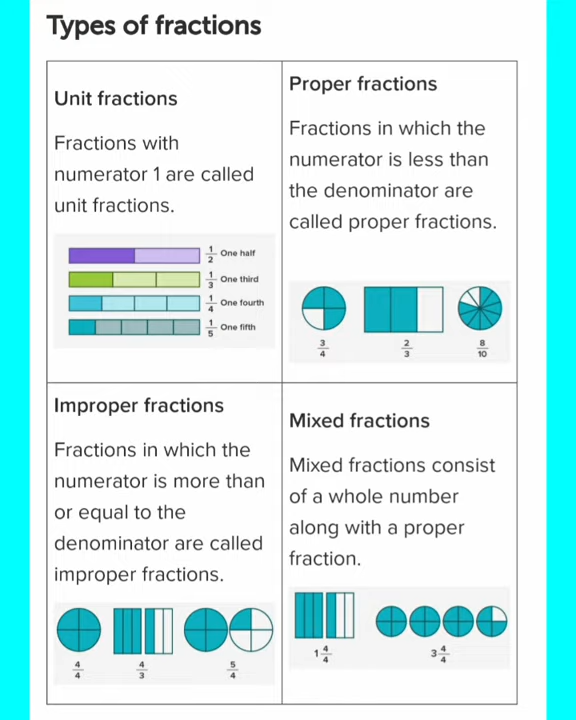 Types of fractions
Unit fractions
Fractions with
numerator 1 are called
unit fractions.
1/2 One half
1/3 One third
1/4 One fourth
1/5 One fifth
Proper fractions
Fractions in which the
numerator is less than
the denominator are
called proper fractions.
3/4 2/3 8/10
Improper fractions
Fractions in which the
numerator is more than
or equal to the
denominator are called
improper fractions.
4/4 4/3 5/4
Mixed fractions
Mixed fractions consist
of a whole number
along with a proper
fraction.
1 4/4 3 4/4